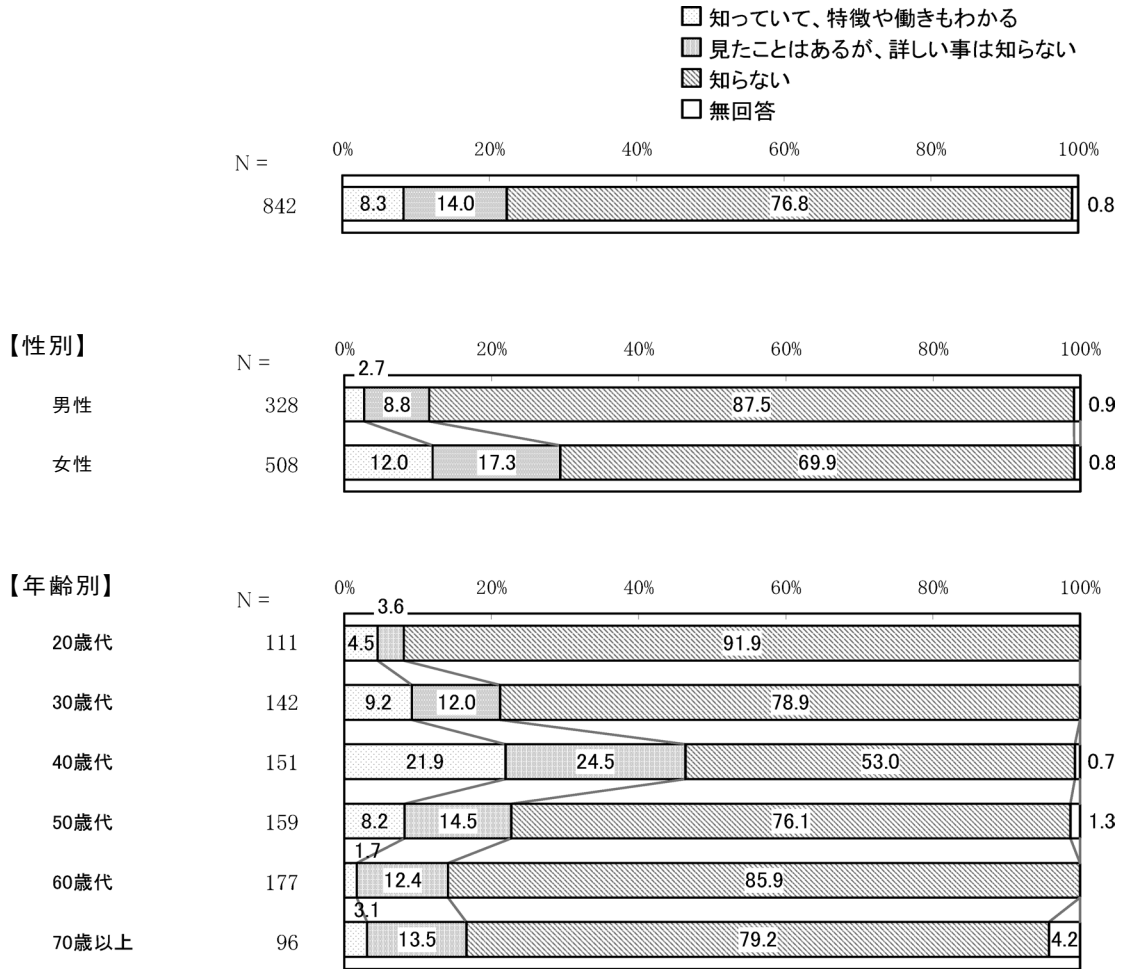 知っていて、特徴や働きもわかる
見たことはあるが、詳しい事は知らない
知らない
無回答
N =
0% 20% 40% 60% 80% 100%
842 8.3 14.0 76.8 0.8
【性別】
N =
0% 20% 40% 60% 80% 100%
2.7
男性 328 8.8 87.5 0.9
女性 508 12.0 17.3 69.9 0.8
【年齢別】
N =
0% 20% 40% 60% 80% 100%
3.6
20歳代 111 4.5 91.9
30歳代 142 9.2 12.0 78.9
40歳代 151 21.9 24.5 53.0 0.7
50歳代 159 8.2 14.5 76.1 1.3
1.7
60歳代 177 12.4 85.9
3.1
70歳以上 96 13.5 79.2 4.2